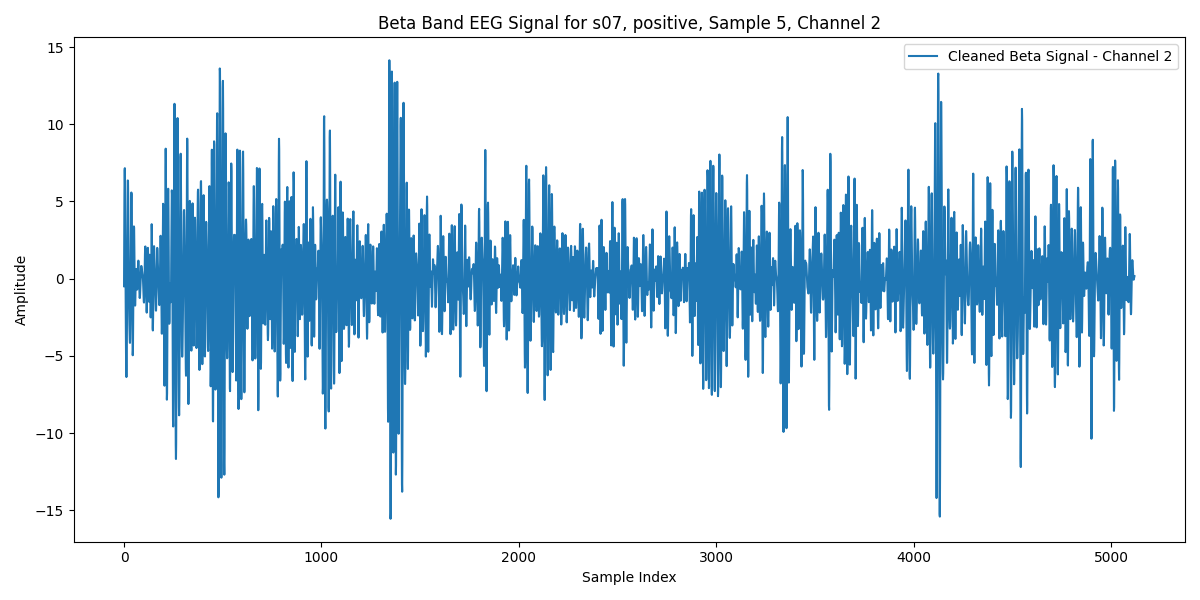 Beta Band EEG Signal for s07, positive, Sample 5, Channel 2
Cleaned Beta Signal - Channel 2
Amplitude
15
10
5
0
−5
−10
−15
0 1000 2000 3000 4000 5000
Sample Index